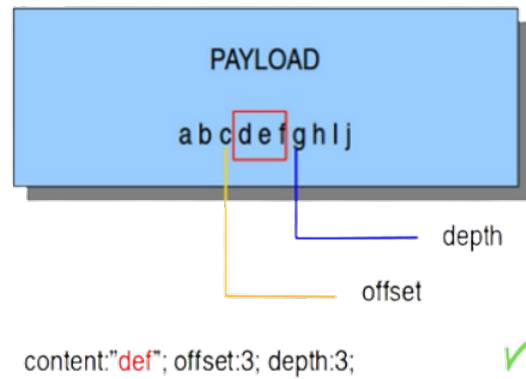 PAYLOAD
a b c d e f g h I j
depth
offset
content:”def”; offset:3; depth:3;